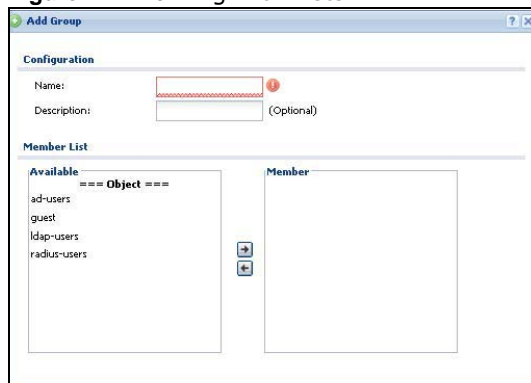 Add Group
Configuration
Name:
Description: (Optional)
Member List
Available
=== Object ===
ad-users
guest
ldap-users
radius-users
Member